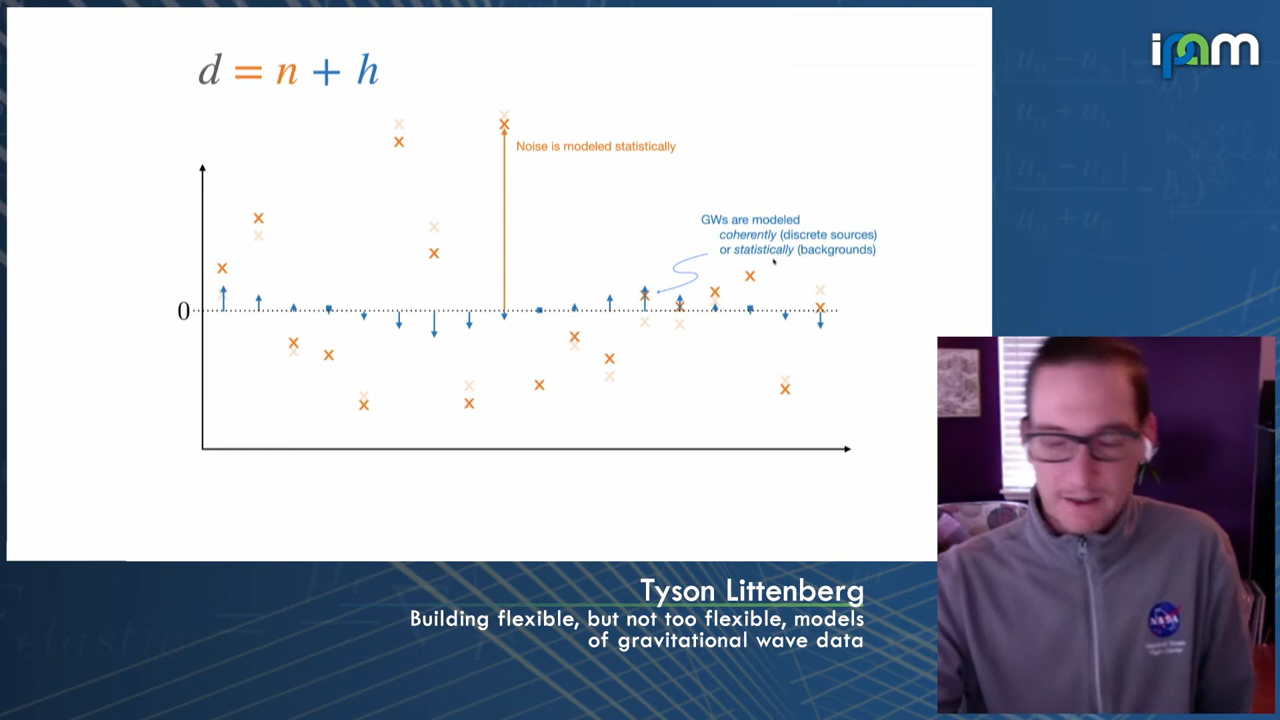 d = n + h
ipam
Noise is modeled statistically
GWs are modeled
coherently (discrete sources)
or statistically (backgrounds)
0
Tyson Littenberg
Building flexible, but not too flexible, models
of gravitational wave data
NASA